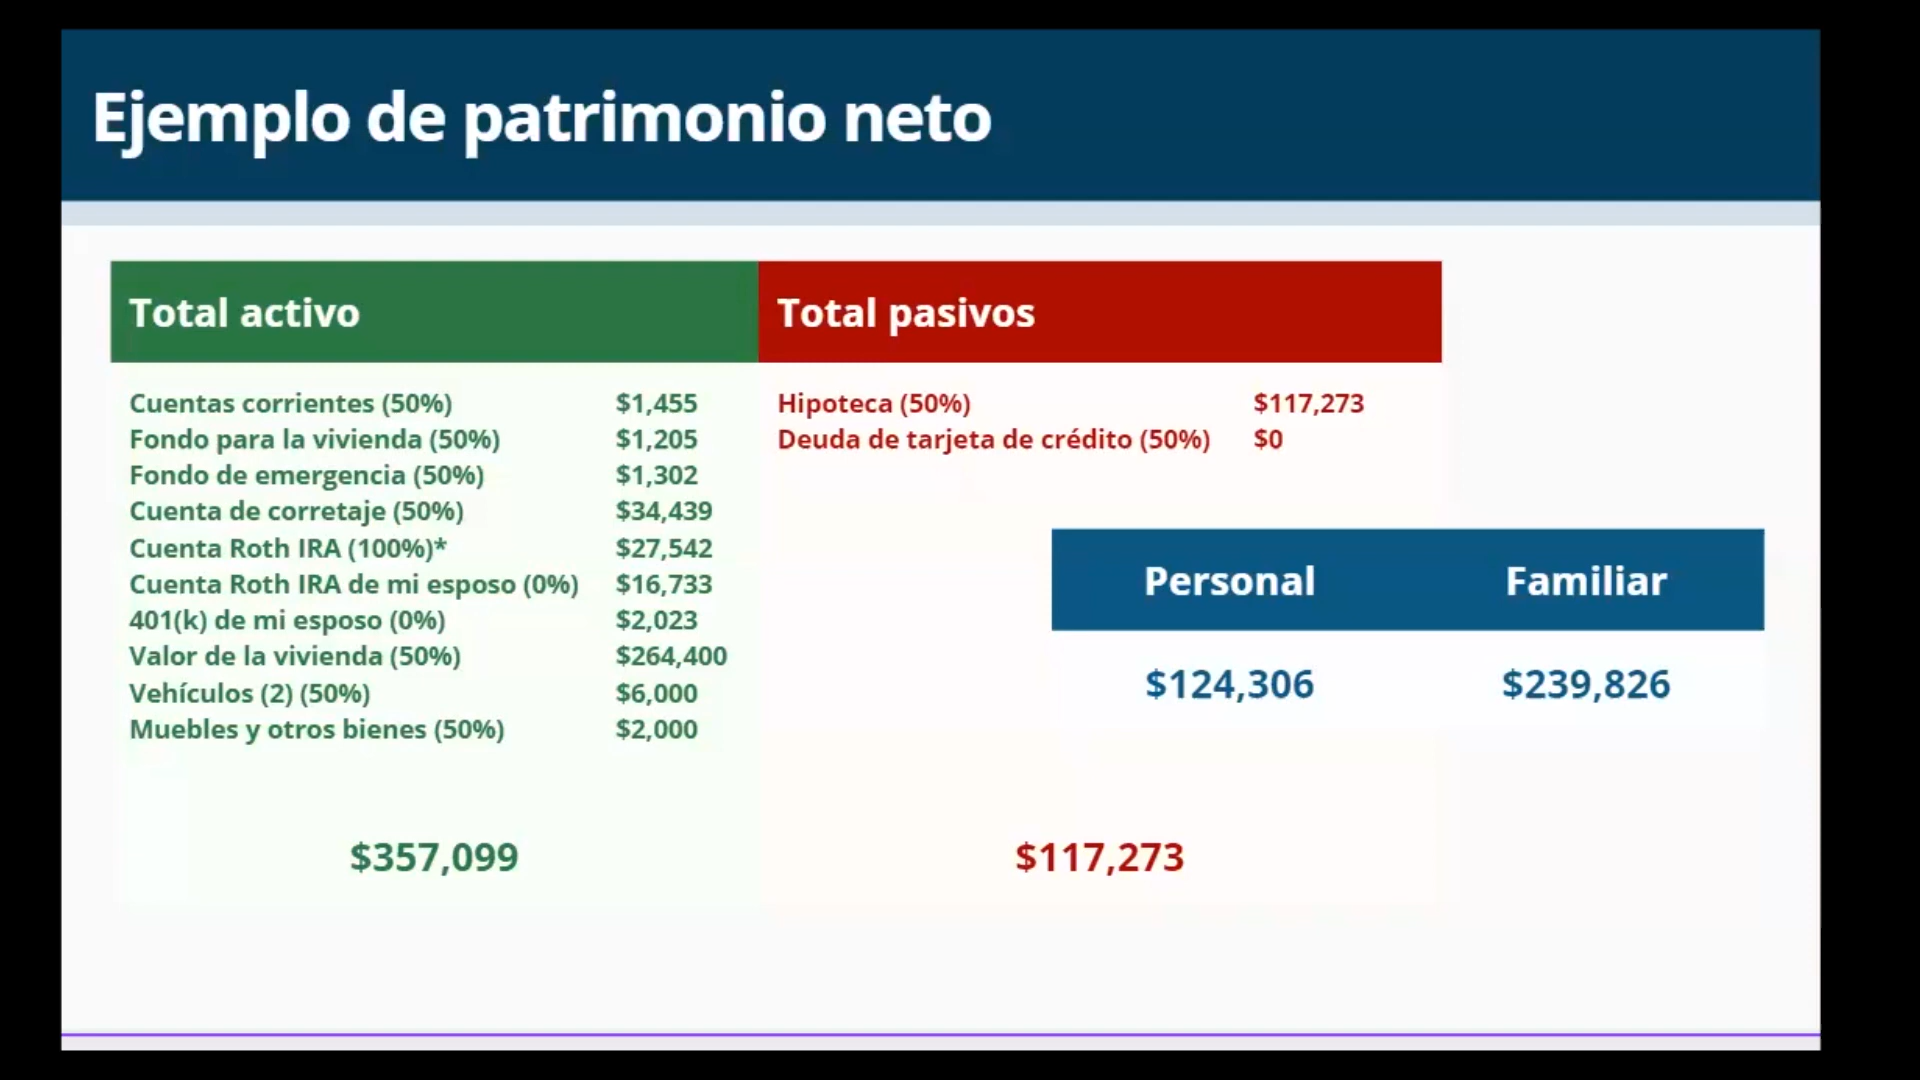 Ejemplo de patrimonio neto
Total activo
Cuentas corrientes (50%) $1,455
Fondo para la vivienda (50%) $1,205
Fondo de emergencia (50%) $1,302
Cuenta de corretaje (50%) $34,439
Cuenta Roth IRA (100%)* $27,542
Cuenta Roth IRA de mi esposo (0%) $16,733
401(k) de mi esposo (0%) $2,023
Valor de la vivienda (50%) $264,400
Vehículos (2) (50%) $6,000
Muebles y otros bienes (50%) $2,000
$357,099
Total pasivos
Hipoteca (50%) $117,273
Deuda de tarjeta de crédito (50%) $0
$117,273
Personal Familiar
$124,306 $239,826